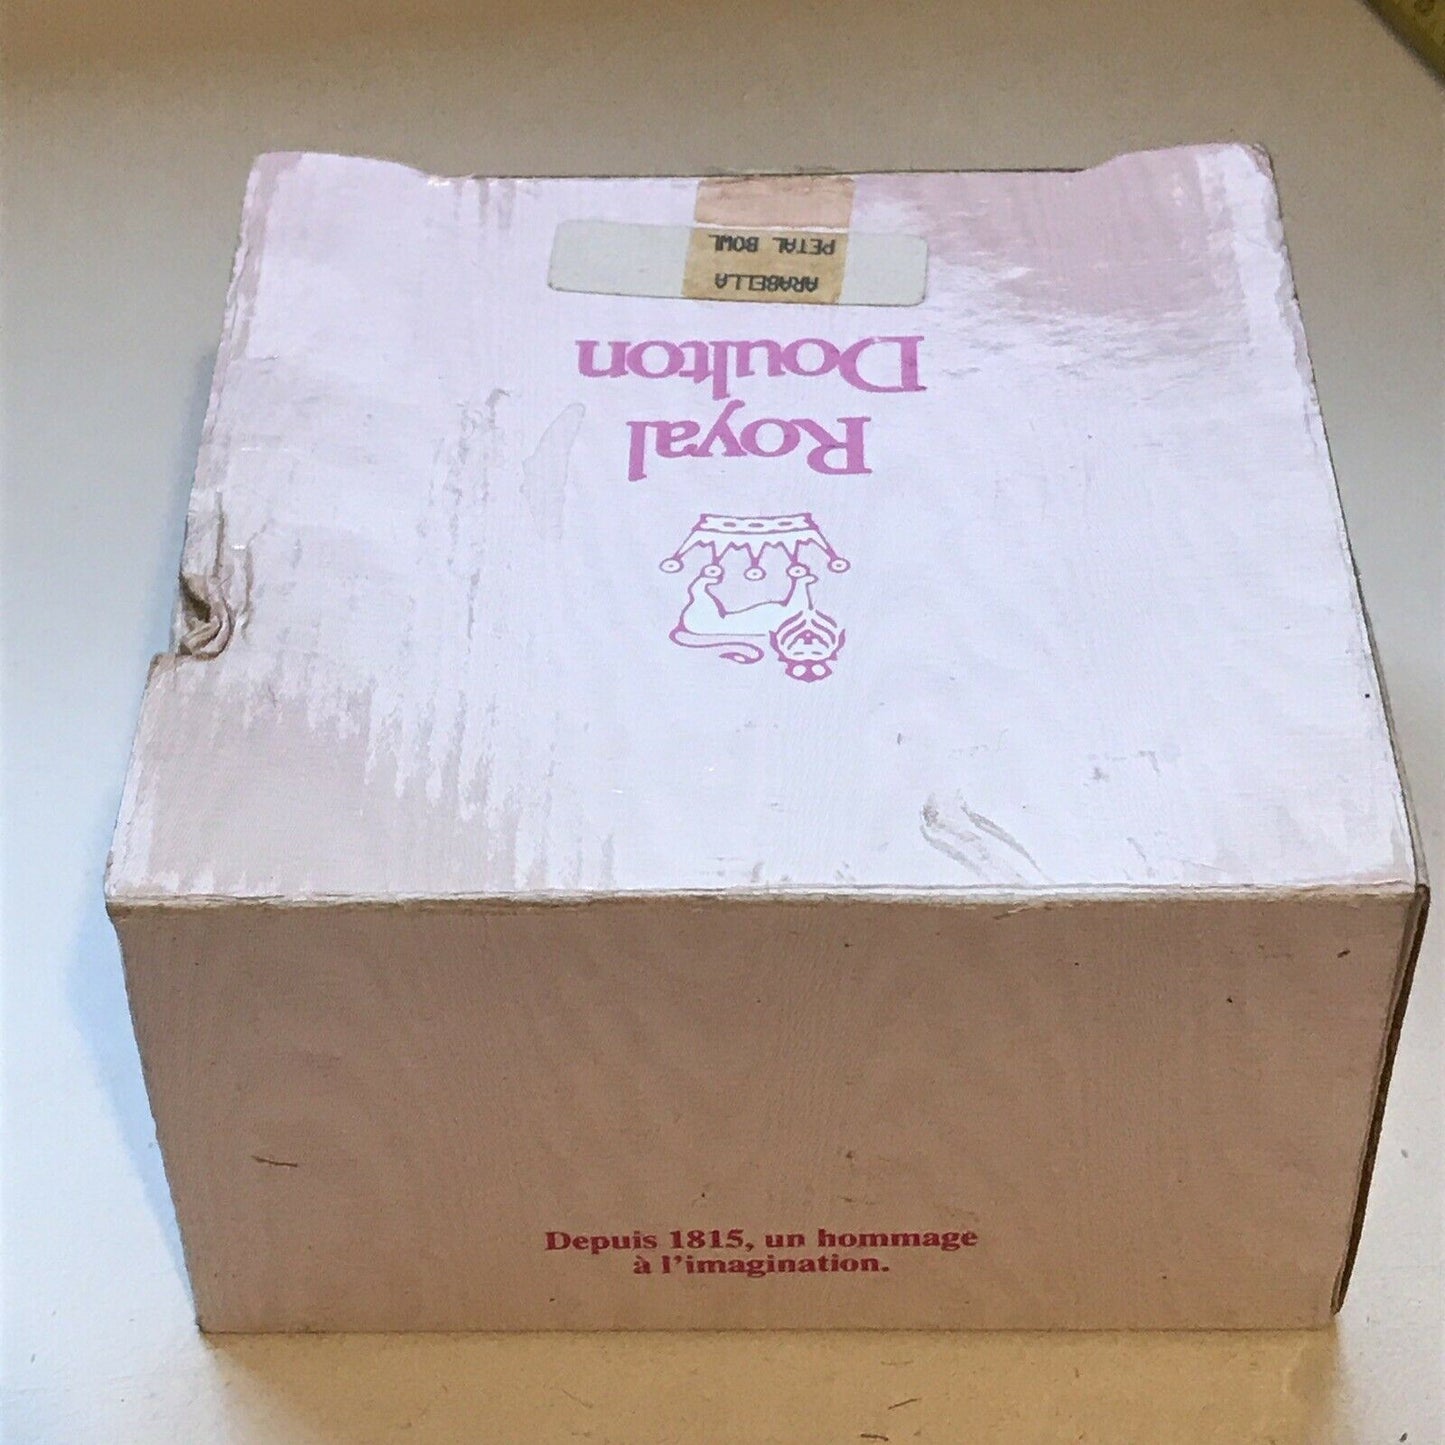 Royal
Doulton
ARABELLA
PETAL BOWL
Depuis 1815, un hommage
à l'imagination.